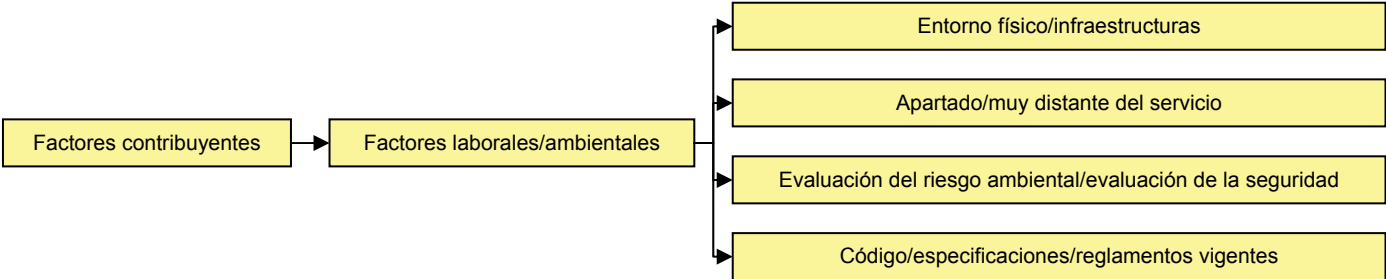 Factores contribuyentes
Factores laborales/ambientales
Entorno físico/infraestructuras
Apartado/muy distante del servicio
Evaluación del riesgo ambiental/evaluación de la seguridad
Código/especificaciones/reglamentos vigentes